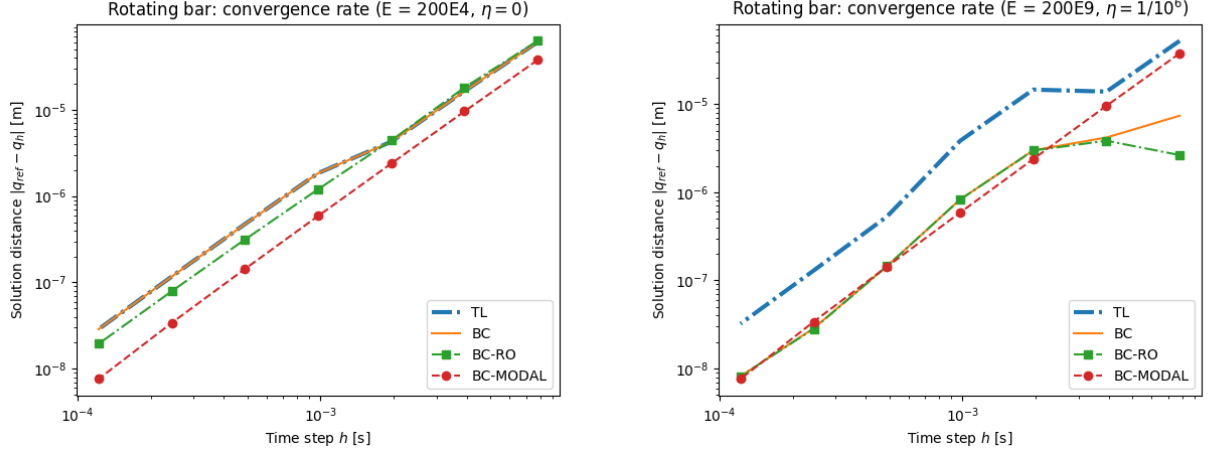 Rotating bar: convergence rate (E = 200E4, η = 0)
Solution distance |q_ref − q_h| [m]
10⁻⁵
10⁻⁶
10⁻⁷
10⁻⁸
TL
BC
BC-RO
BC-MODAL
10⁻⁴
10⁻³
Time step h [s]
Rotating bar: convergence rate (E = 200E9, η = 1/10⁶)
Solution distance |q_ref − q_h| [m]
10⁻⁵
10⁻⁶
10⁻⁷
10⁻⁸
TL
BC
BC-RO
BC-MODAL
10⁻⁴
10⁻³
Time step h [s]